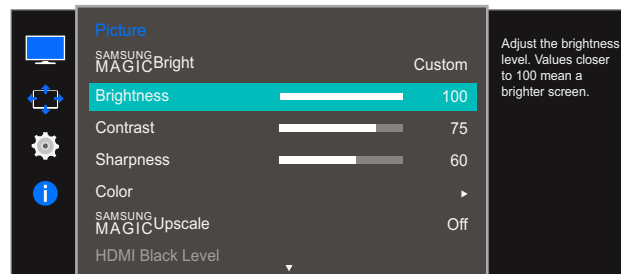 Picture
SAMSUNG
MAGICBright Custom
Brightness 100
Contrast 75
Sharpness 60
Color
SAMSUNG
MAGICUpscale Off
HDMI Black Level
Adjust the brightness
level. Values closer
to 100 mean a
brighter screen.